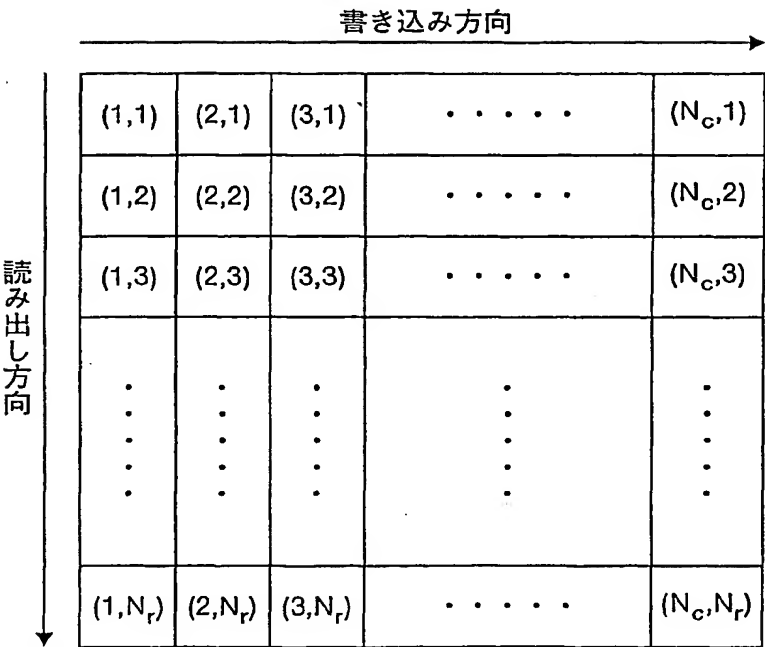 書き込み方向
読み出し方向
(1,1) (2,1) (3,1) ・・・・・ (N_c,1)
(1,2) (2,2) (3,2) ・・・・・ (N_c,2)
(1,3) (2,3) (3,3) ・・・・・ (N_c,3)
(1,N_r) (2,N_r) (3,N_r) ・・・・・ (N_c,N_r)